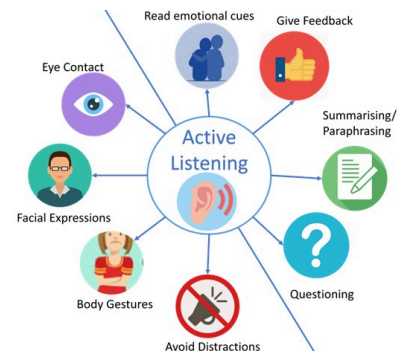 Read emotional cues
Give Feedback
Eye Contact
Summarising/
Paraphrasing
Active
Listening
Facial Expressions
Questioning
Body Gestures
Avoid Distractions